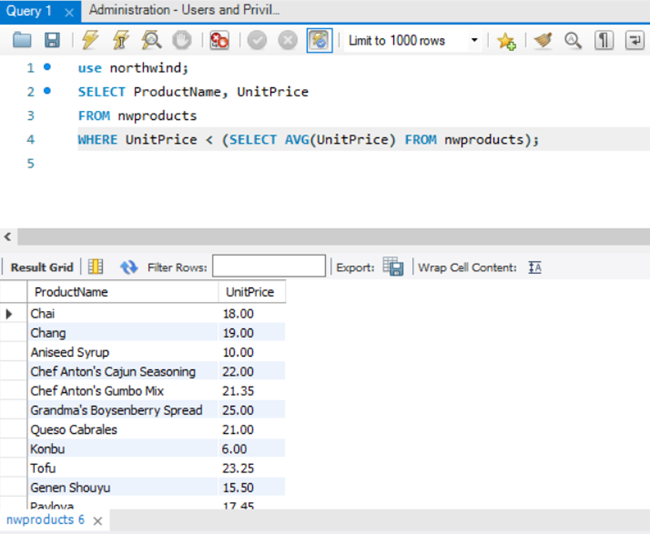 Query 1 × Administration - Users and Privil...
Limit to 1000 rows
1 use northwind;
2 SELECT ProductName, UnitPrice
3 FROM nwproducts
4 WHERE UnitPrice < (SELECT AVG(UnitPrice) FROM nwproducts);
5
Result Grid Filter Rows: Export: Wrap Cell Content:
ProductName UnitPrice
Chai 18.00
Chang 19.00
Aniseed Syrup 10.00
Chef Anton's Cajun Seasoning 22.00
Chef Anton's Gumbo Mix 21.35
Grandma's Boysenberry Spread 25.00
Queso Cabrales 21.00
Konbu 6.00
Tofu 23.25
Genen Shouyu 15.50
Pavlova 17.45
nwproducts 6 ×